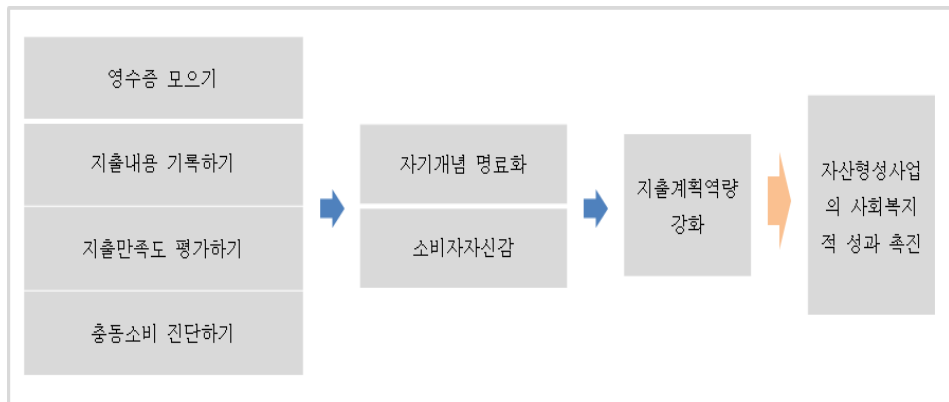 영수증 모으기
지출내용 기록하기
지출만족도 평가하기
충동소비 진단하기
자기개념 명료화
소비자자신감
지출계획역량
강화
자산형성사업
의 사회복지
적 성과 촉진